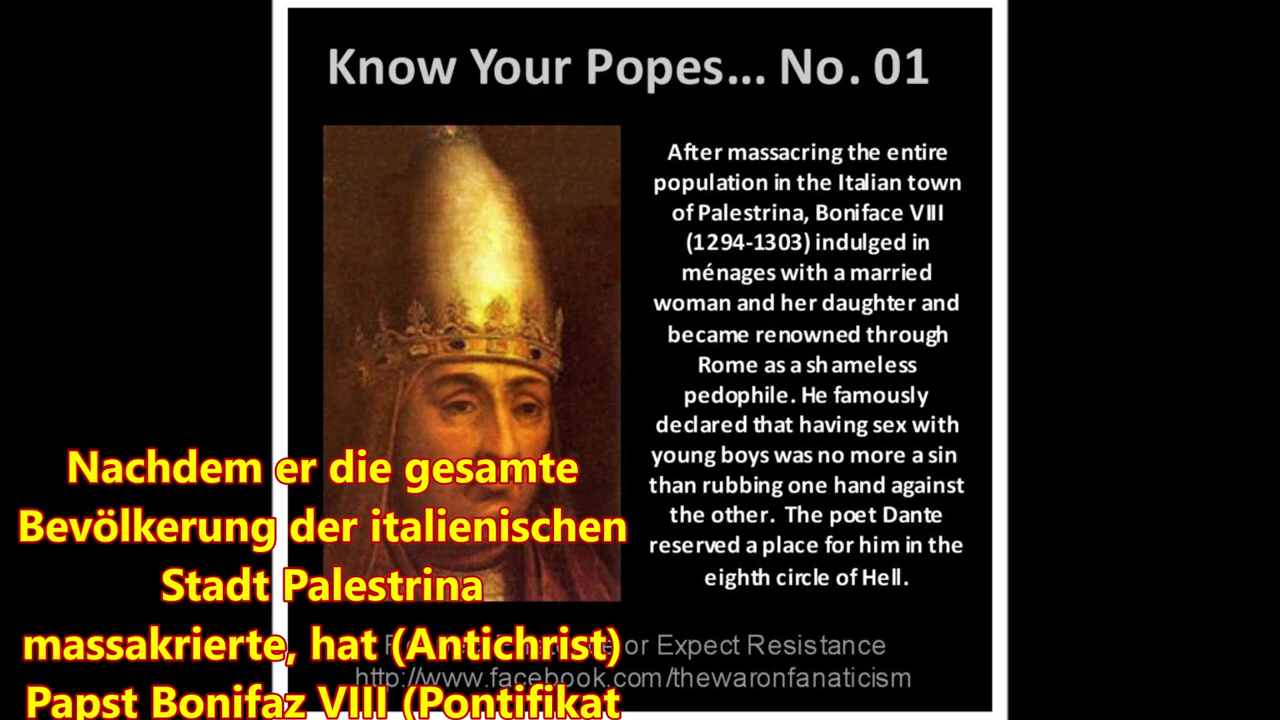 Know Your Popes... No. 01
After massacring the entire
population in the Italian town
of Palestrina, Boniface VIII
(1294-1303) indulged in
ménages with a married
woman and her daughter and
became renowned through
Rome as a shameless
pedophile. He famously
declared that having sex with
young boys was no more a sin
than rubbing one hand against
the other. The poet Dante
reserved a place for him in the
eighth circle of Hell.
or Expect Resistance
http://www.facebook.com/thewaronfanaticism
Nachdem er die gesamte
Bevölkerung der italienischen
Stadt Palestrina
massakrierte, hat (Antichrist)
Papst Bonifaz VIII (Pontifikat